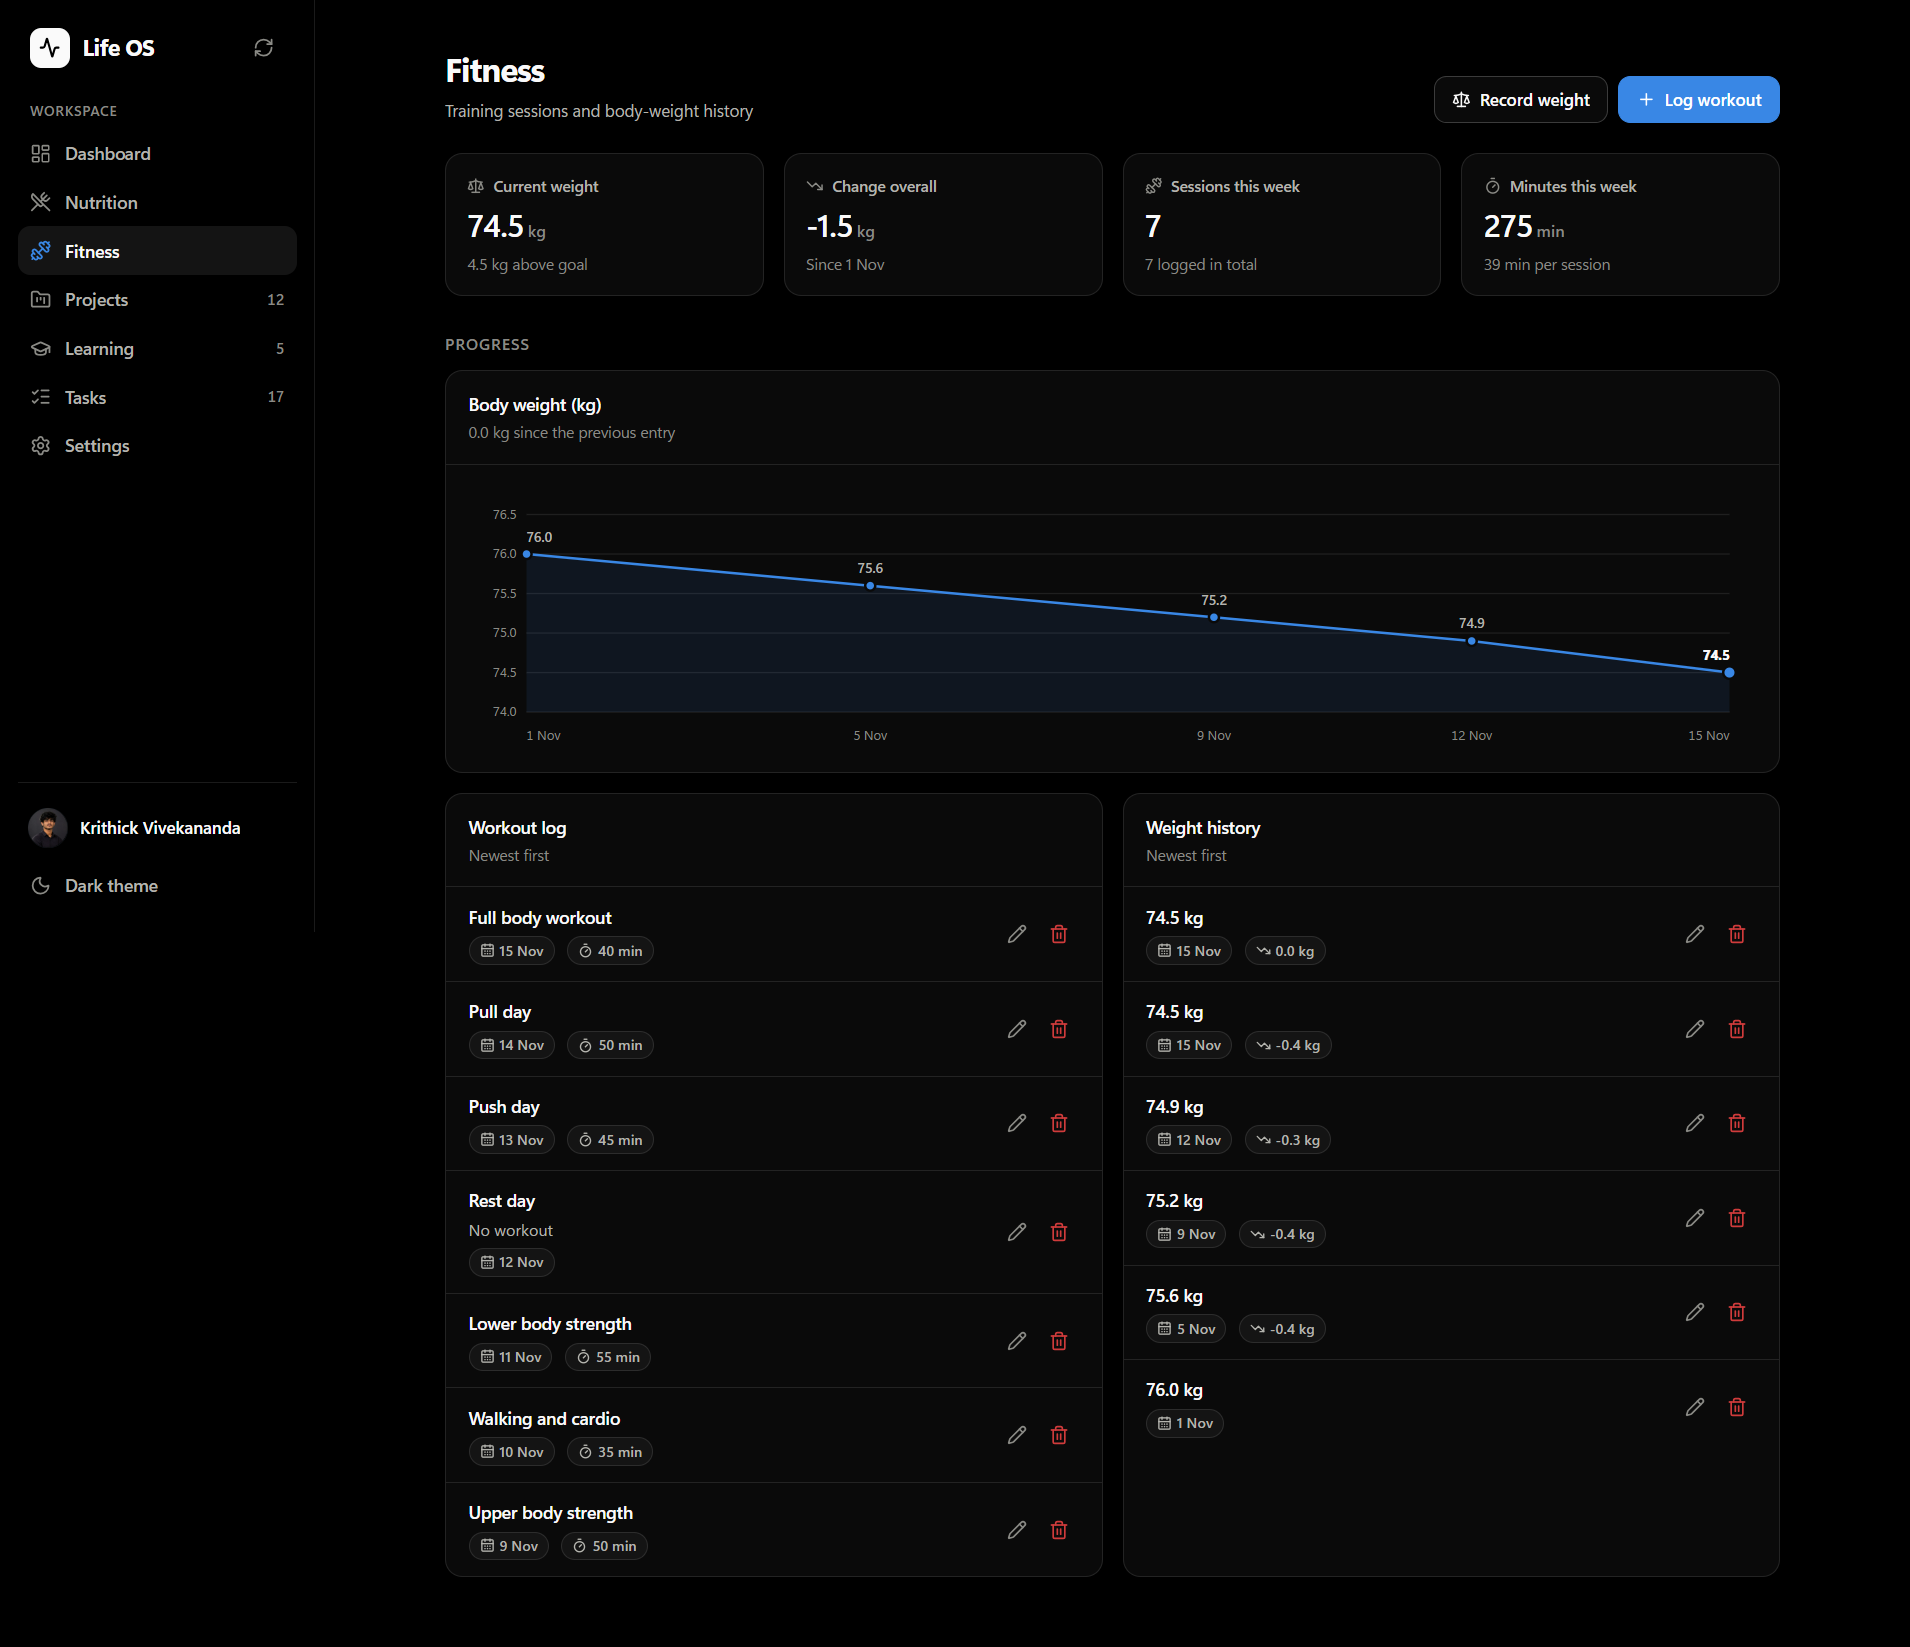 Life OS
WORKSPACE
Dashboard
Nutrition
Fitness
Projects 12
Learning 5
Tasks 17
Settings
Krithick Vivekananda
Dark theme
Fitness
Training sessions and body-weight history
Record weight
Log workout
Current weight
74.5 kg
4.5 kg above goal
Change overall
-1.5 kg
Since 1 Nov
Sessions this week
7
7 logged in total
Minutes this week
275 min
39 min per session
PROGRESS
Body weight (kg)
0.0 kg since the previous entry
76.5
76.0
75.5
75.0
74.5
74.0
76.0
75.6
75.2
74.9
74.5
1 Nov
5 Nov
9 Nov
12 Nov
15 Nov
Workout log
Newest first
Full body workout
15 Nov 40 min
Pull day
14 Nov 50 min
Push day
13 Nov 45 min
Rest day
No workout
12 Nov
Lower body strength
11 Nov 55 min
Walking and cardio
10 Nov 35 min
Upper body strength
9 Nov 50 min
Weight history
Newest first
74.5 kg
15 Nov 0.0 kg
74.5 kg
15 Nov -0.4 kg
74.9 kg
12 Nov -0.3 kg
75.2 kg
9 Nov -0.4 kg
75.6 kg
5 Nov -0.4 kg
76.0 kg
1 Nov